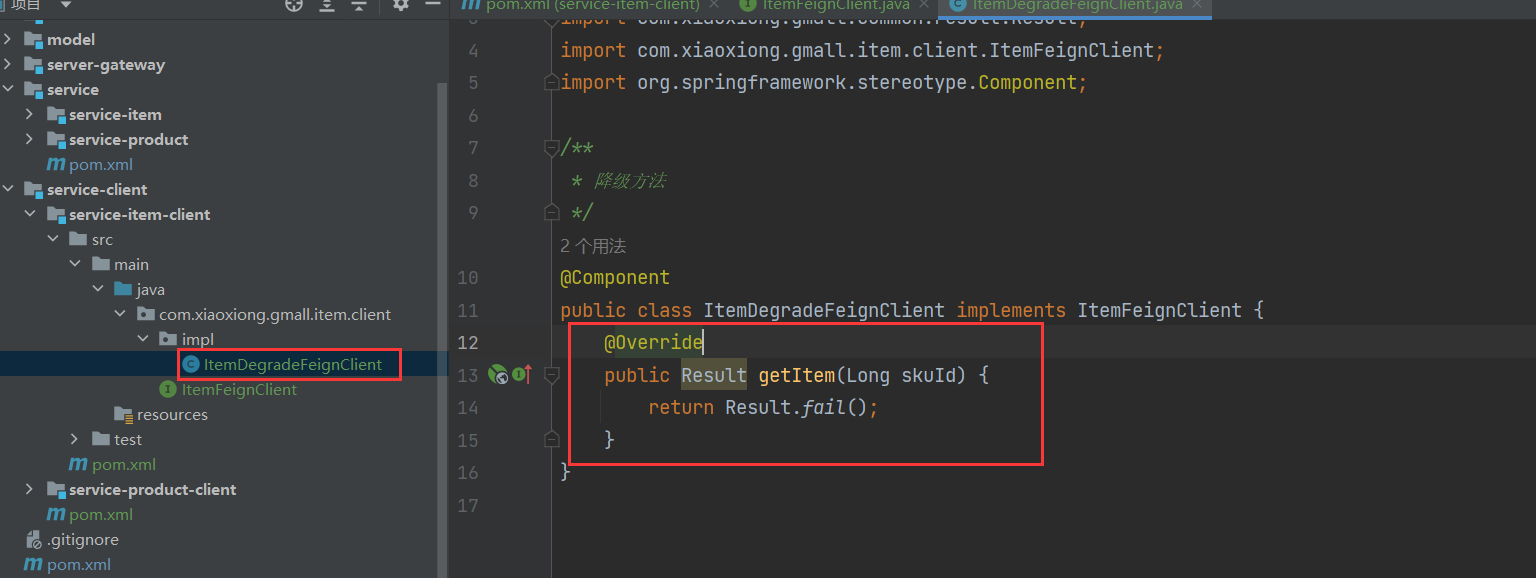 项目
model
server-gateway
service
service-item
service-product
m pom.xml
service-client
service-item-client
src
main
java
com.xiaoxiong.gmall.item.client
impl
C ItemDegradeFeignClient
I ItemFeignClient
resources
test
m pom.xml
service-product-client
m pom.xml
.gitignore
m pom.xml
m pom.xml (service-item-client) × I ItemFeignClient.java × C ItemDegradeFeignClient.java ×
3 import com.xiaoxiong.gmall.common.result.Result;
4 import com.xiaoxiong.gmall.item.client.ItemFeignClient;
5 import org.springframework.stereotype.Component;
6
7 /**
8 * 降级方法
9 */
2 个用法
10 @Component
11 public class ItemDegradeFeignClient implements ItemFeignClient {
12 @Override
13 public Result getItem(Long skuId) {
14 return Result.fail();
15 }
16 }
17